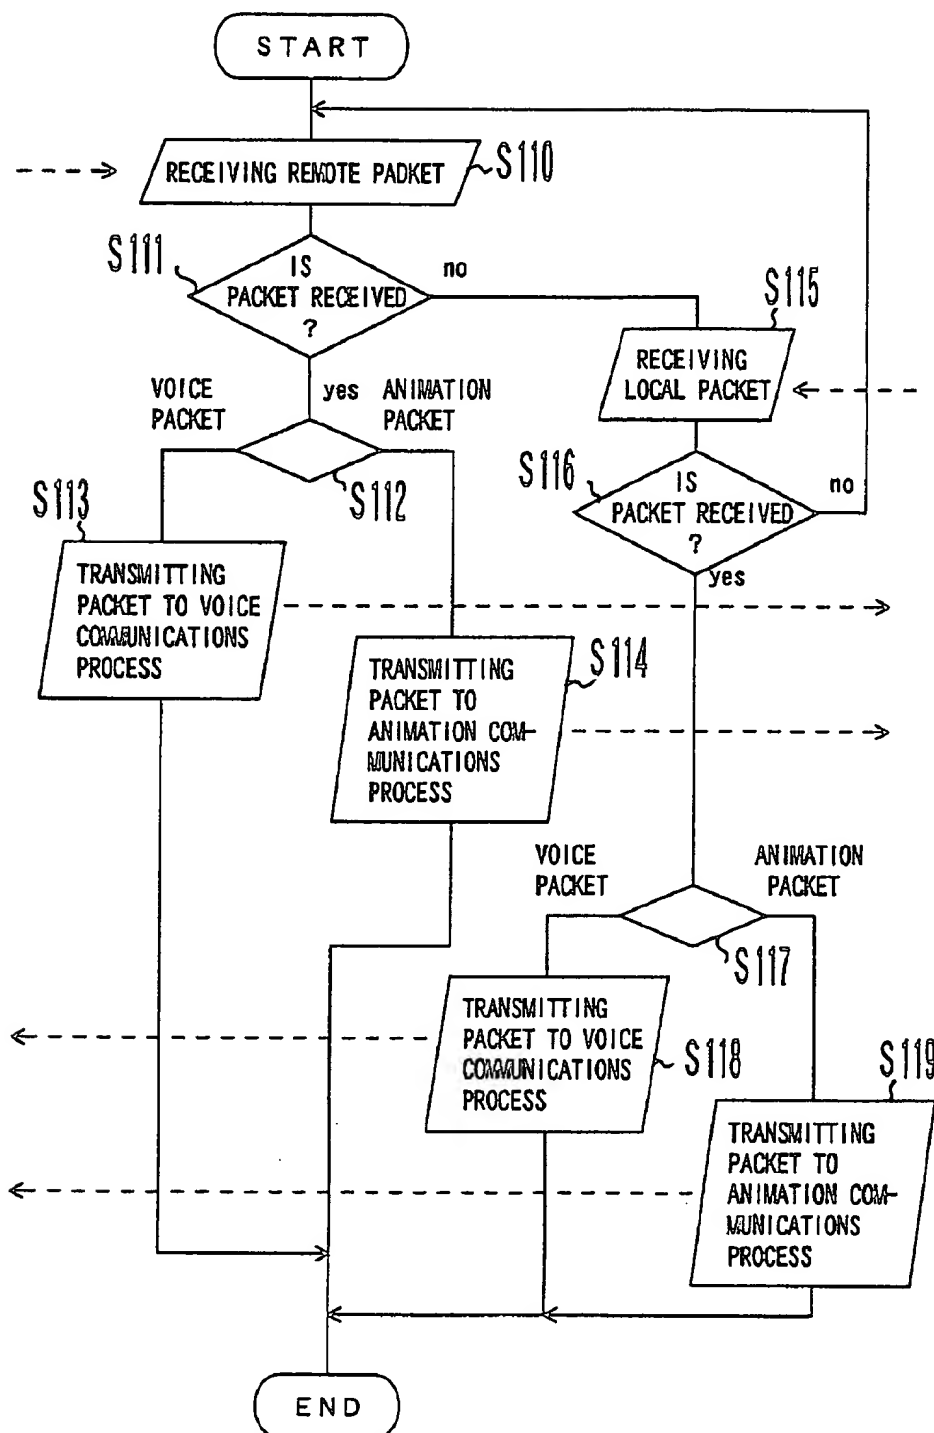 START
RECEIVING REMOTE PADKET
S110
S111
IS
PACKET RECEIVED
?
no
yes
S115
RECEIVING
LOCAL PACKET
VOICE
PACKET
ANIMATION
PACKET
S112
S116
IS
PACKET RECEIVED
?
no
yes
S113
TRANSMITTING
PACKET TO VOICE
COMMUNICATIONS
PROCESS
S114
TRANSMITTING
PACKET TO
ANIMATION COM-
MUNICATIONS
PROCESS
VOICE
PACKET
ANIMATION
PACKET
S117
TRANSMITTING
PACKET TO VOICE
COMMUNICATIONS
PROCESS
S118
S119
TRANSMITTING
PACKET TO
ANIMATION COM-
MUNICATIONS
PROCESS
END